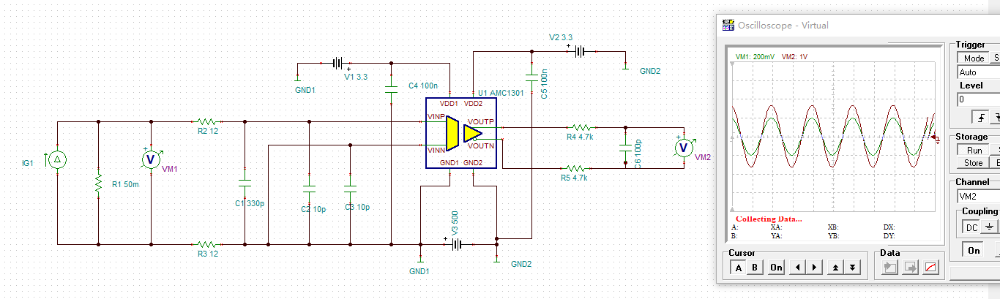 Oscilloscope - Virtual
V2 3.3
+
GND2
V1 3.3
+
GND1
C4 100n
C5 100n
U1 AMC1301
VDD1 VDD2
VINP
VINN
VOUTP
VOUTN
GND1 GND2
R2 12
R4 4.7k
C6 100p
R5 4.7k
+
V
VM2
IG1
R1 50m
+
V
VM1
C1 330p
C2 10p
C3 10p
R3 12
V3 500
+
GND1
GND2
VM1: 200mV VM2: 1V
Collecting Data...
A: XA: XB: DX:
B: YA: YB: DY:
Cursor
A B On
Data
Trigger
Mode S
Auto
Level
0
Storage
Run S
Store E
Channel
VM2
Coupling
DC
On